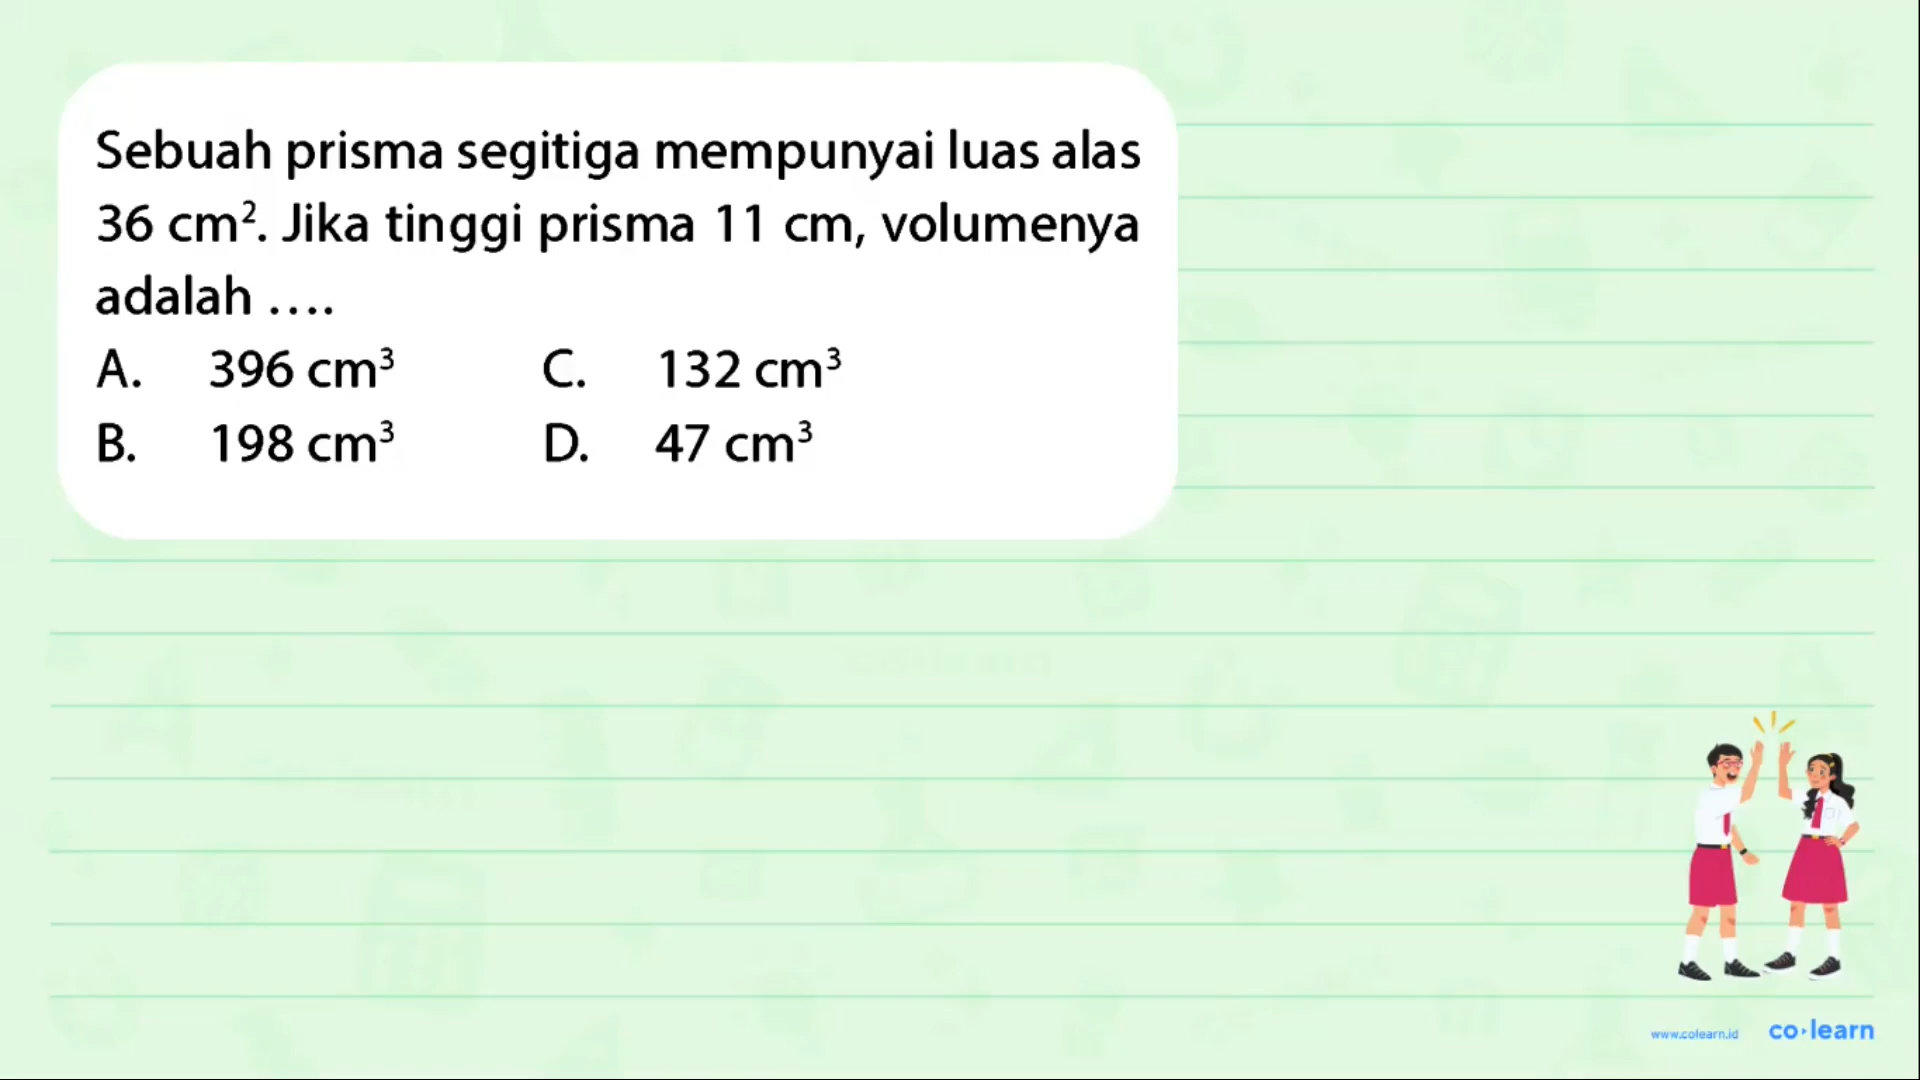 Sebuah prisma segitiga mempunyai luas alas
36 cm². Jika tinggi prisma 11 cm, volumenya
adalah ....
A. 396 cm³ C. 132 cm³
B. 198 cm³ D. 47 cm³
www.colearn.id co·learn